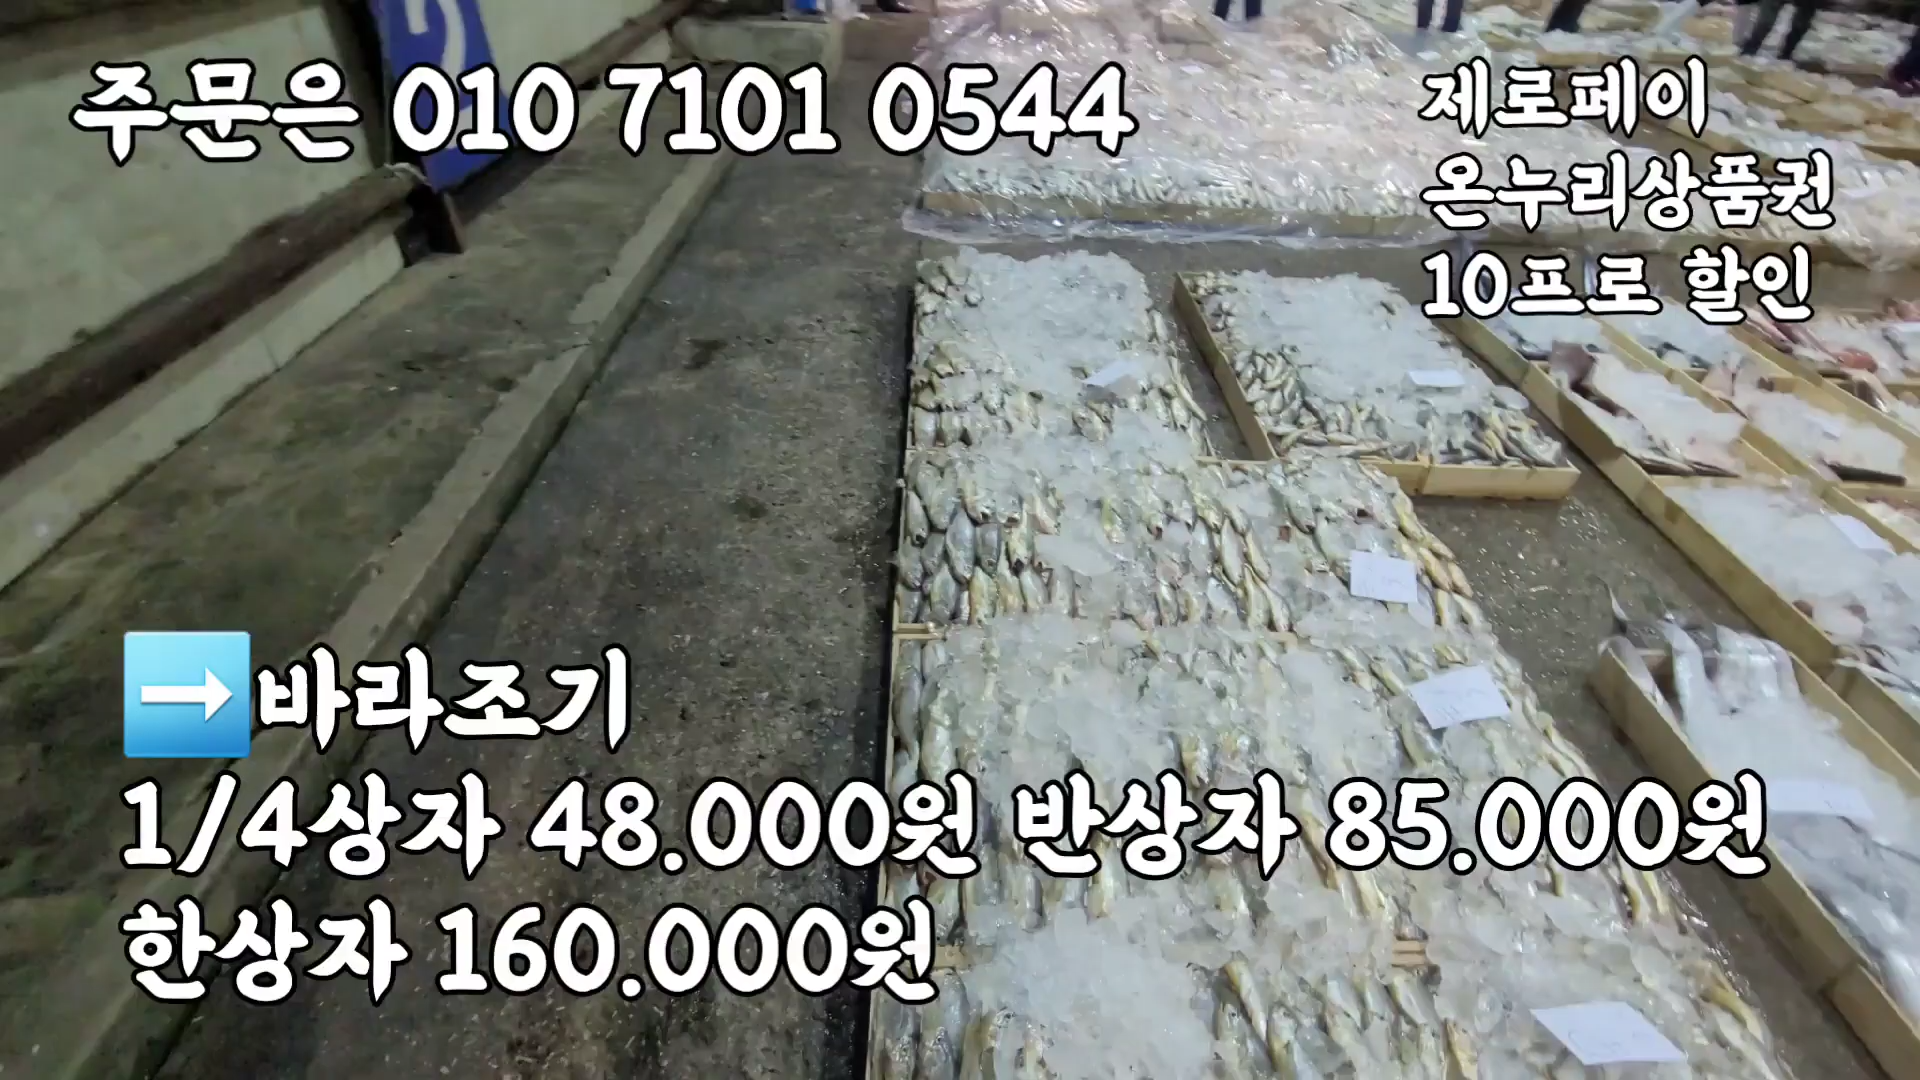 주문은 010 7101 0544
제로페이
온누리상품권
10프로 할인
➡️바라조기
1/4상자 48.000원 반상자 85.000원
한상자 160.000원
2